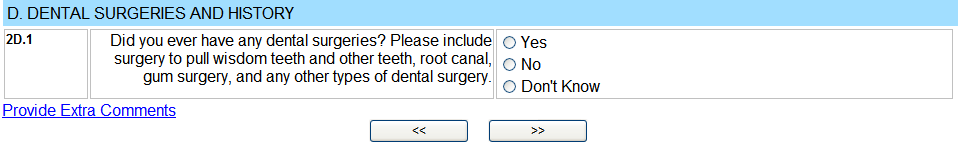 D. DENTAL SURGERIES AND HISTORY
2D.1
Did you ever have any dental surgeries? Please include
surgery to pull wisdom teeth and other teeth, root canal,
gum surgery, and any other types of dental surgery.
Yes
No
Don't Know
Provide Extra Comments
<<
>>